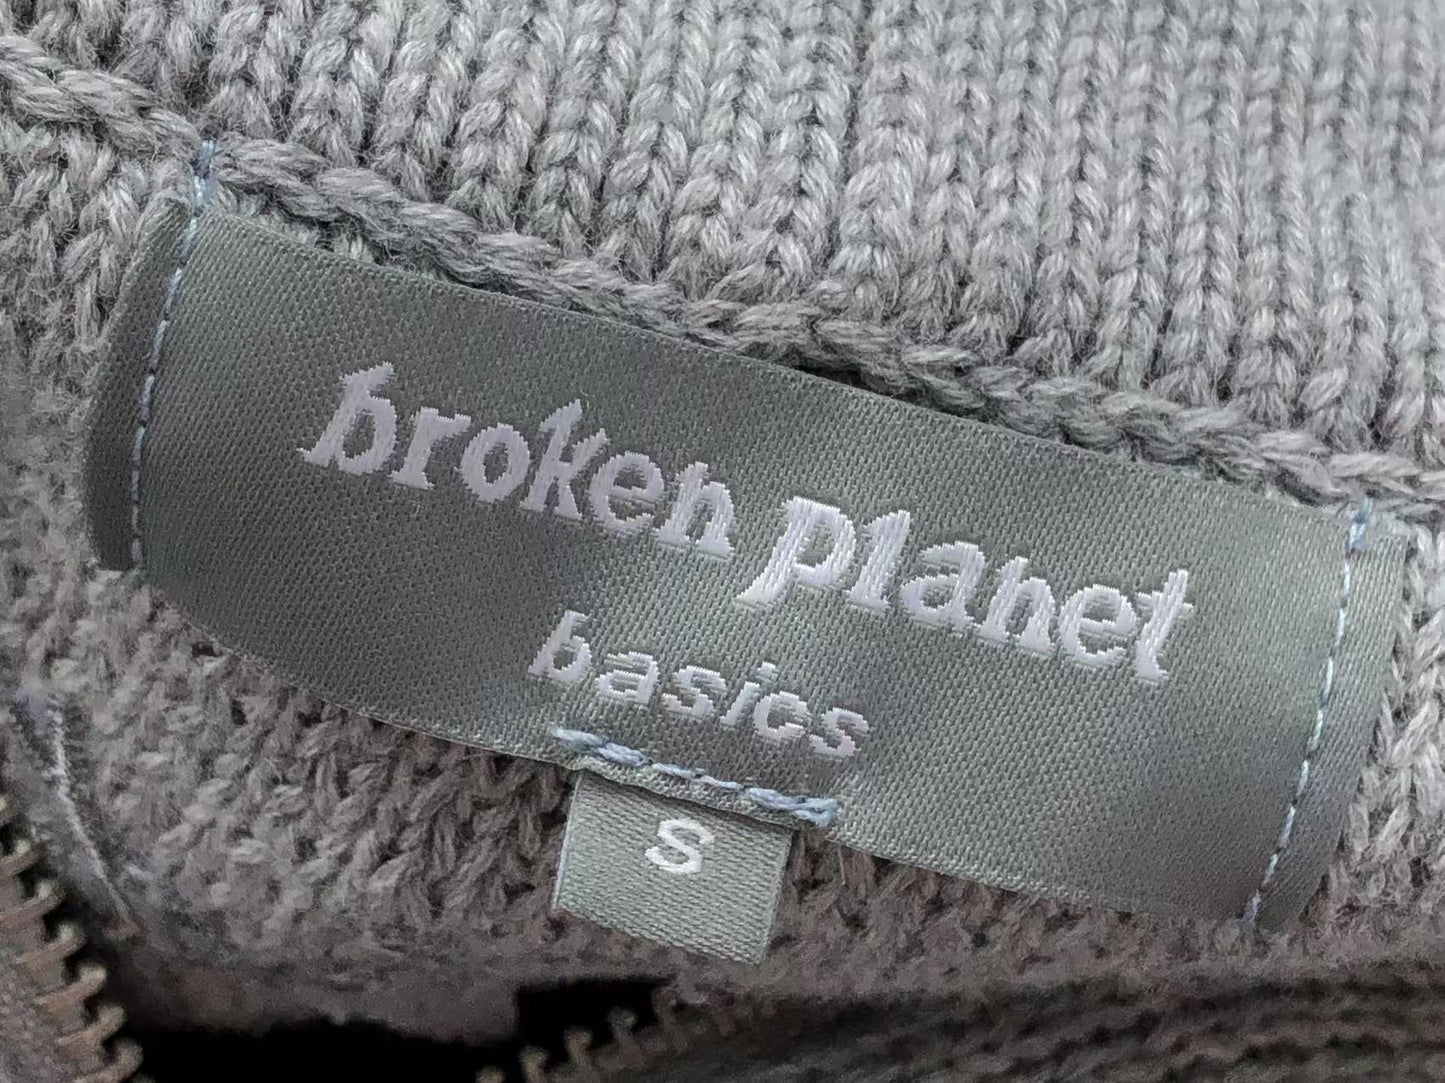 broken planet
basics
S